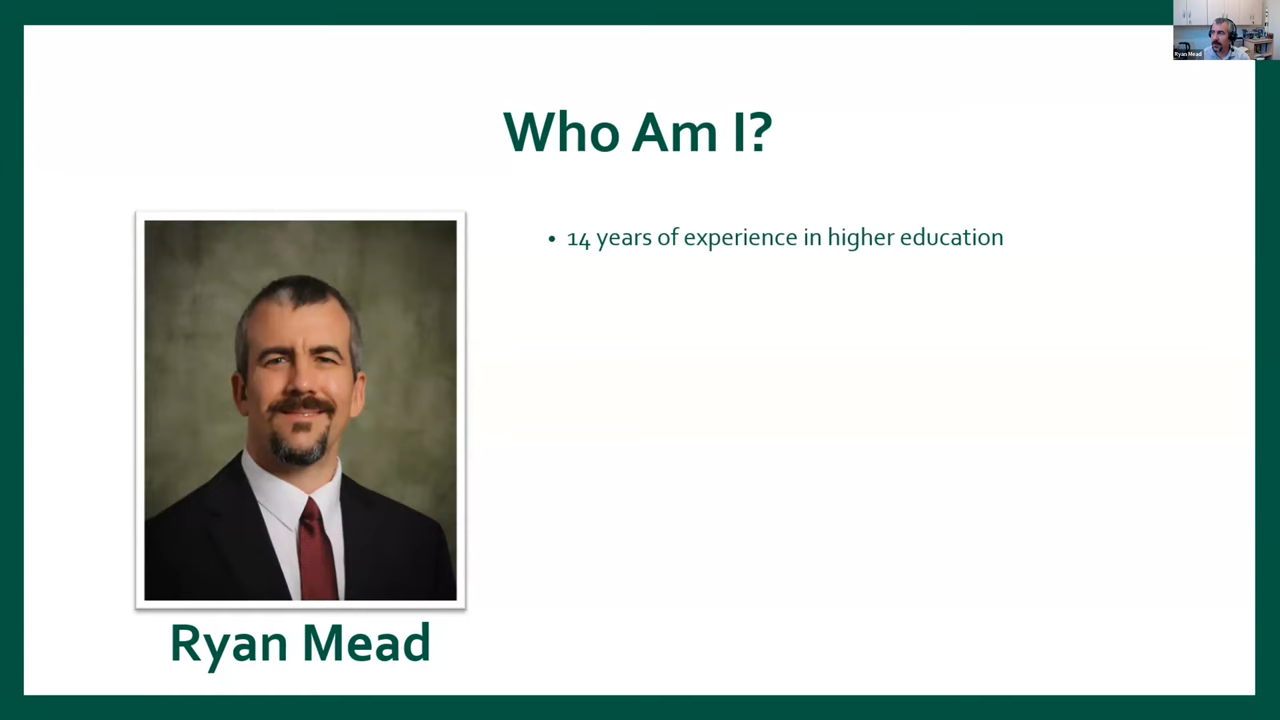 Ryan Mead
Who Am I?
• 14 years of experience in higher education
Ryan Mead